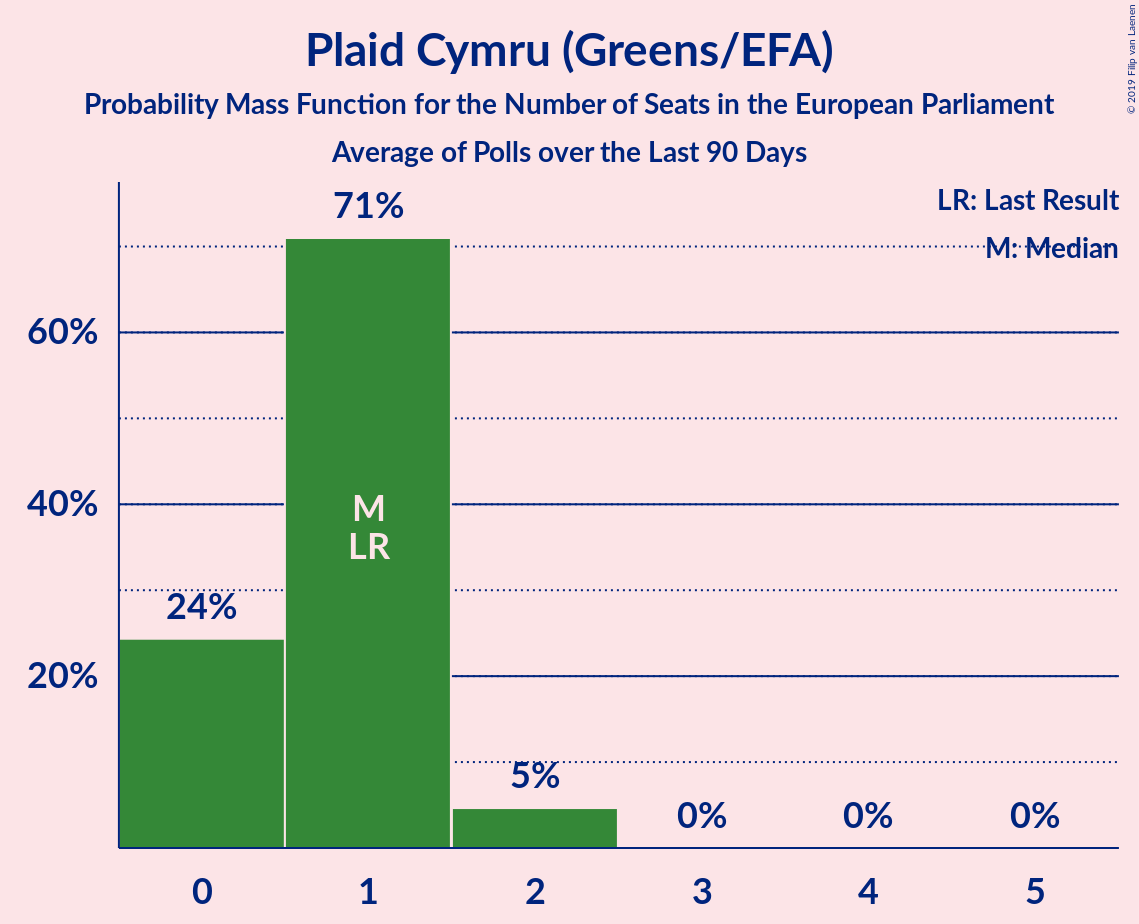 Plaid Cymru (Greens/EFA)
Probability Mass Function for the Number of Seats in the European Parliament
Average of Polls over the Last 90 Days
© 2019 Filip van Laenen
LR: Last Result
M: Median
71%
60%
40%
20%
24%
M
LR
5%
0%
0%
0%
0
1
2
3
4
5